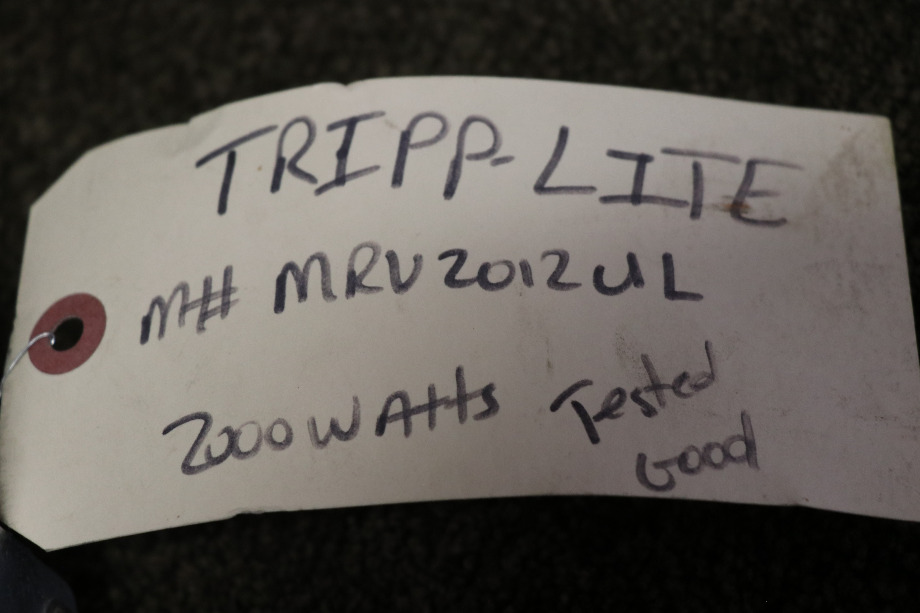 TRIPP-LITE
M# MRV2012UL
2000 WAtts Tested
Good